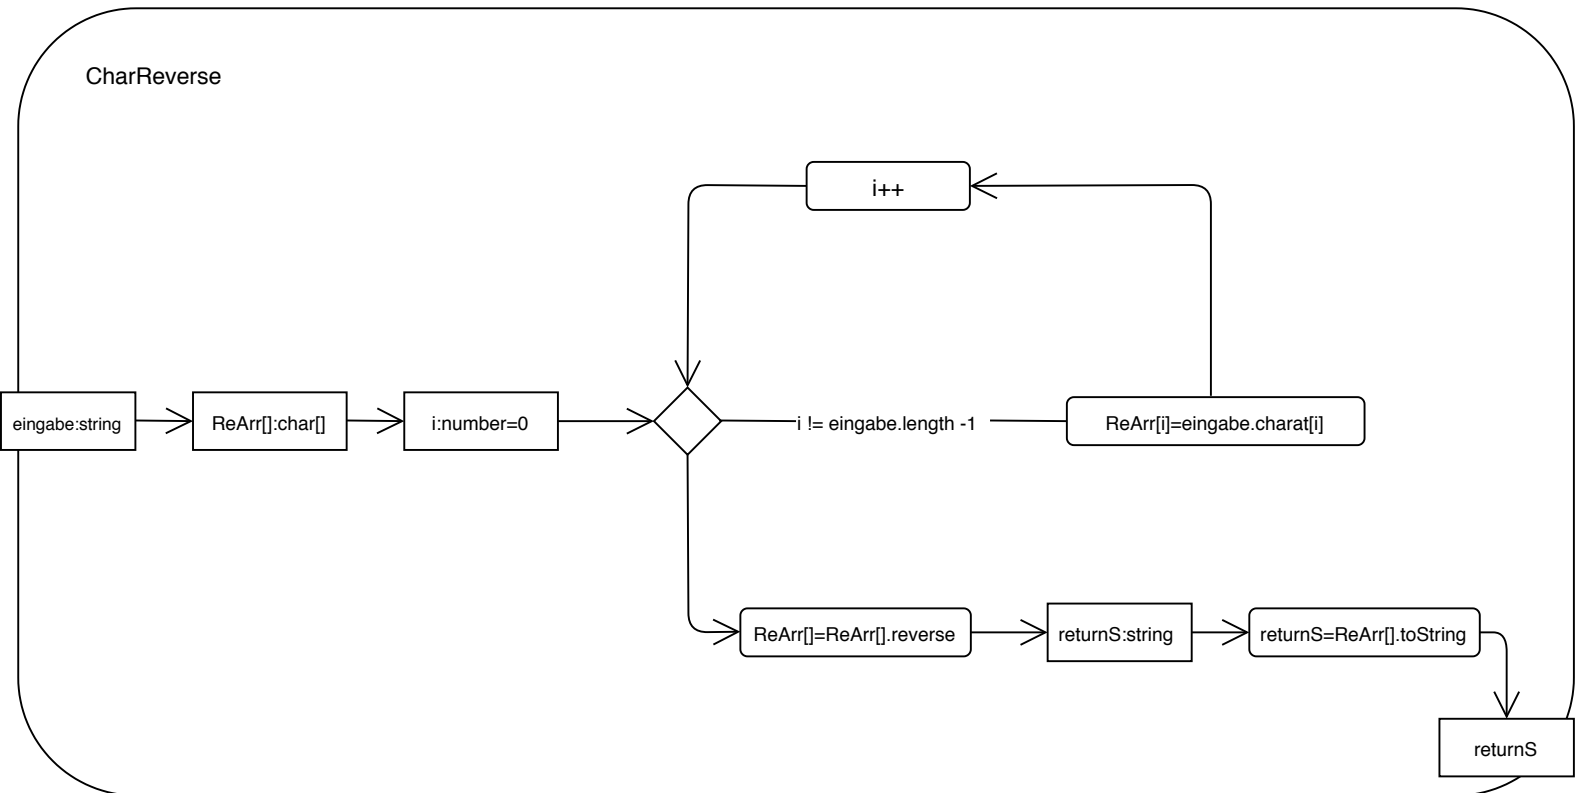 CharReverse
i++
eingabe:string
ReArr[]:char[]
i:number=0
i != eingabe.length -1
ReArr[i]=eingabe.charat[i]
ReArr[]=ReArr[].reverse
returnS:string
returnS=ReArr[].toString
returnS